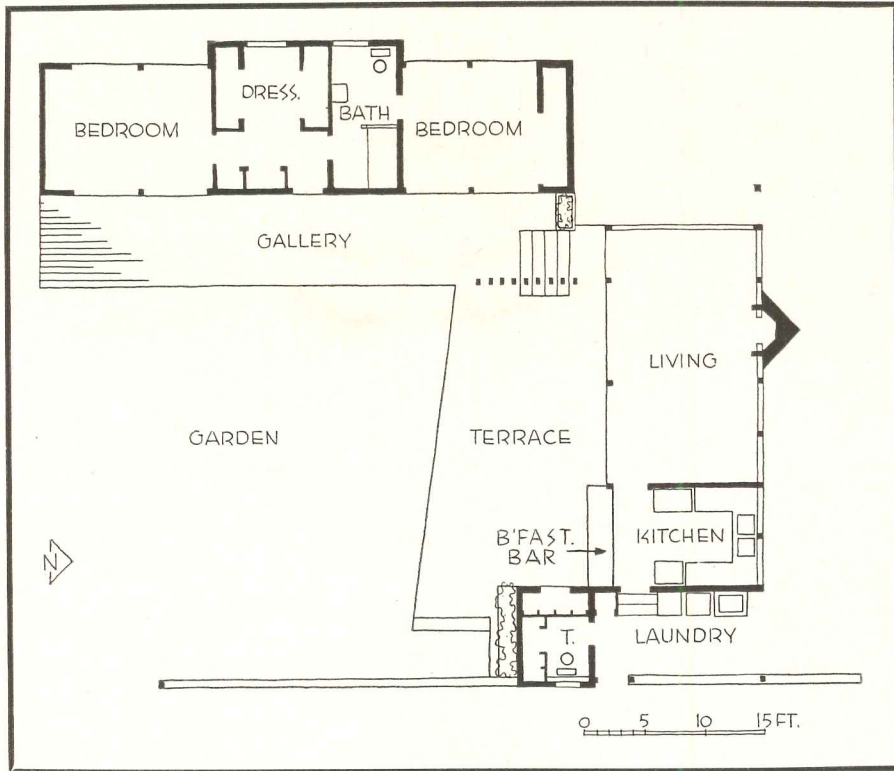 DRESS.
BATH
BEDROOM
BEDROOM
GALLERY
LIVING
GARDEN
TERRACE
B'FAST.
BAR
KITCHEN
N
T.
LAUNDRY
0 5 10 15 FT.